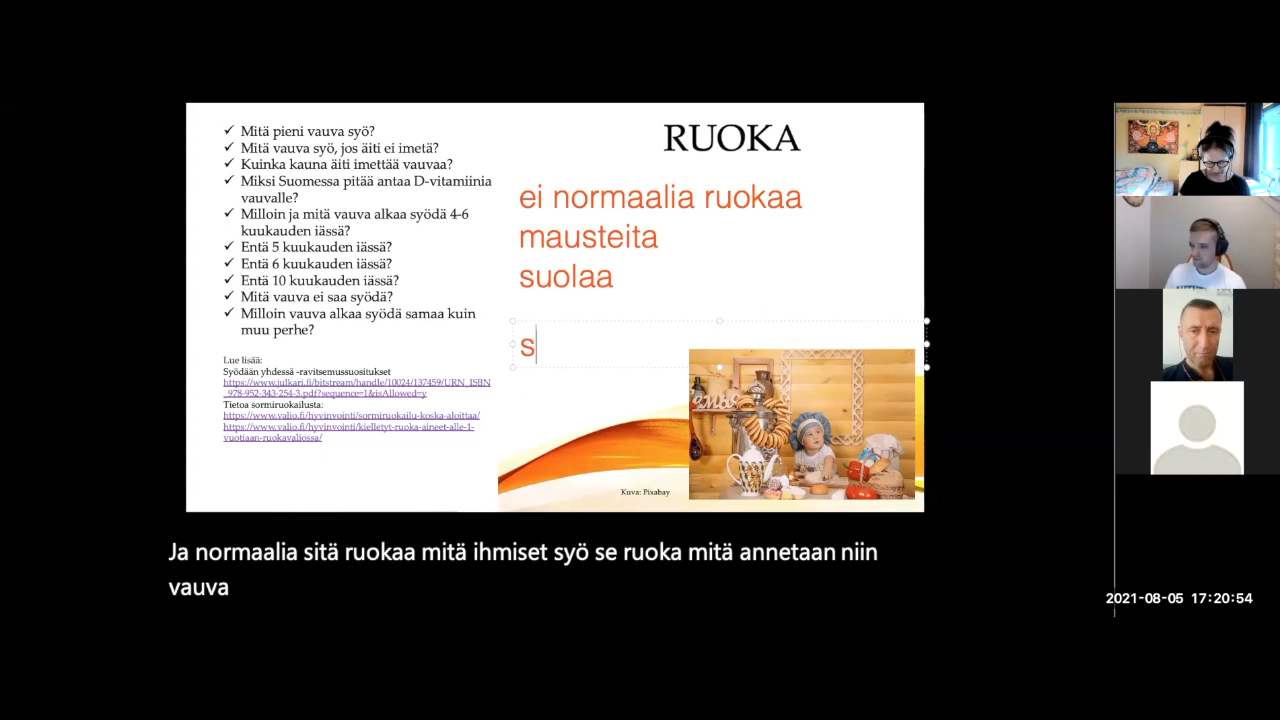 ✓ Mitä pieni vauva syö?
✓ Mitä vauva syö, jos äiti ei imetä?
✓ Kuinka kauna äiti imettää vauvaa?
✓ Miksi Suomessa pitää antaa D-vitamiinia
vauvalle?
✓ Milloin ja mitä vauva alkaa syödä 4-6
kuukauden iässä?
✓ Entä 5 kuukauden iässä?
✓ Entä 6 kuukauden iässä?
✓ Entä 10 kuukauden iässä?
✓ Mitä vauva ei saa syödä?
✓ Milloin vauva alkaa syödä samaa kuin
muu perhe?
Lue lisää:
Syödään yhdessä -ravitsemussuositukset
https://www.julkari.fi/bitstream/handle/10024/137459/URN_ISBN
_978-952-343-254-3.pdf?sequence=1&isAllowed=y
Tietoa sormiruokailusta:
https://www.valio.fi/hyvinvointi/sormiruokailu-koska-aloittaa/
https://www.valio.fi/hyvinvointi/kielletyt-ruoka-aineet-alle-1-
vuotiaan-ruokavaliossa/
RUOKA
ei normaalia ruokaa
mausteita
suolaa
s
Kuva: Pixabay
Ja normaalia sitä ruokaa mitä ihmiset syö se ruoka mitä annetaan niin
vauva
2021-08-05 17:20:54